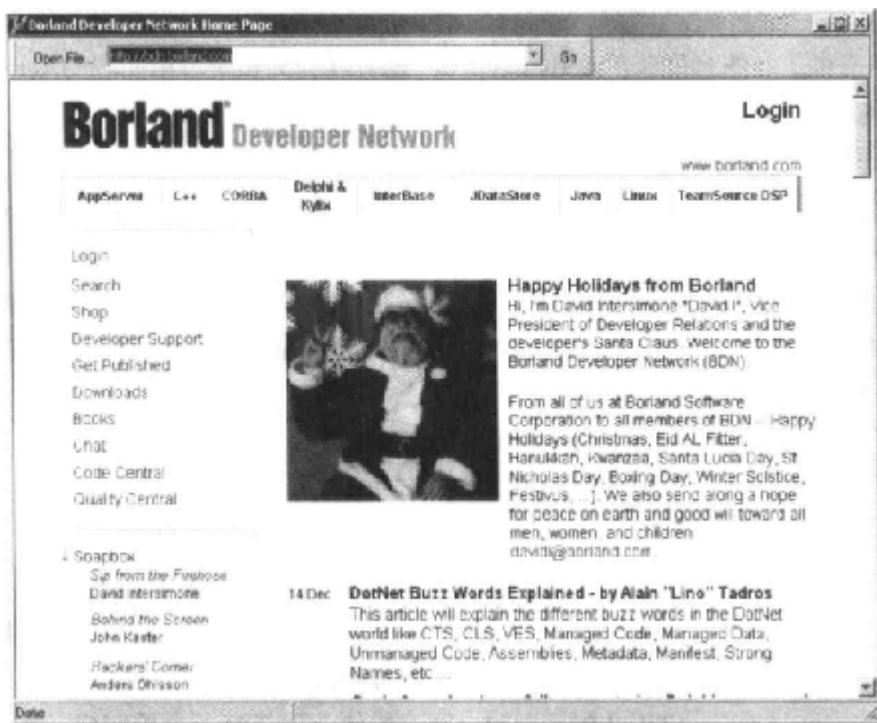 Borland Developer Network Home Page
Open File... http://bdn.borland.com Go
Login
Borland Developer Network
www.borland.com
AppServer C++ CORBA Delphi & Kylix InterBase JDataStore Java Linux TeamSource DSP
Login
Search
Shop
Developer Support
Get Published
Downloads
Books
Chat
Code Central
Quality Central
Soapbox
Sip from the Firehose
David Intersimone
Behind the Screen
John Kaster
Hackers' Corner
Anders Ohlsson
Happy Holidays from Borland
Hi, I'm David Intersimone "David I", Vice
President of Developer Relations and the
developer's Santa Claus. Welcome to the
Borland Developer Network (BDN).
From all of us at Borland Software
Corporation to all members of BDN - Happy
Holidays (Christmas, Eid AL Fitter,
Hanukkah, Kwanzaa, Santa Lucia Day, St
Nicholas Day, Boxing Day, Winter Solstice,
Festivus, ...). We also send along a hope
for peace on earth and good will toward all
men, women, and children.
davidi@borland.com
14 Dec DotNet Buzz Words Explained - by Alain "Lino" Tadros
This article will explain the different buzz words in the DotNet
world like CTS, CLS, VES, Managed Code, Managed Data,
Unmanaged Code, Assemblies, Metadata, Manifest, Strong
Names, etc ...
Done